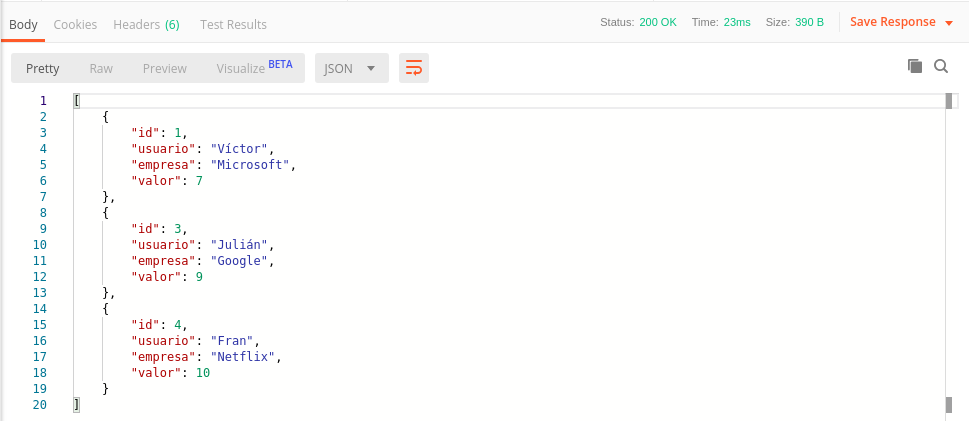 Body Cookies Headers (6) Test Results Status: 200 OK Time: 23ms Size: 390 B Save Response
Pretty Raw Preview Visualize BETA JSON
1 [
2 {
3 "id": 1,
4 "usuario": "Víctor",
5 "empresa": "Microsoft",
6 "valor": 7
7 },
8 {
9 "id": 3,
10 "usuario": "Julián",
11 "empresa": "Google",
12 "valor": 9
13 },
14 {
15 "id": 4,
16 "usuario": "Fran",
17 "empresa": "Netflix",
18 "valor": 10
19 }
20 ]